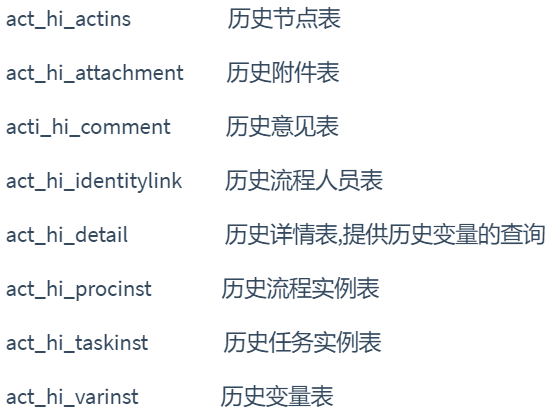 act_hi_actins 历史节点表
act_hi_attachment 历史附件表
acti_hi_comment 历史意见表
act_hi_identitylink 历史流程人员表
act_hi_detail 历史详情表,提供历史变量的查询
act_hi_procinst 历史流程实例表
act_hi_taskinst 历史任务实例表
act_hi_varinst 历史变量表